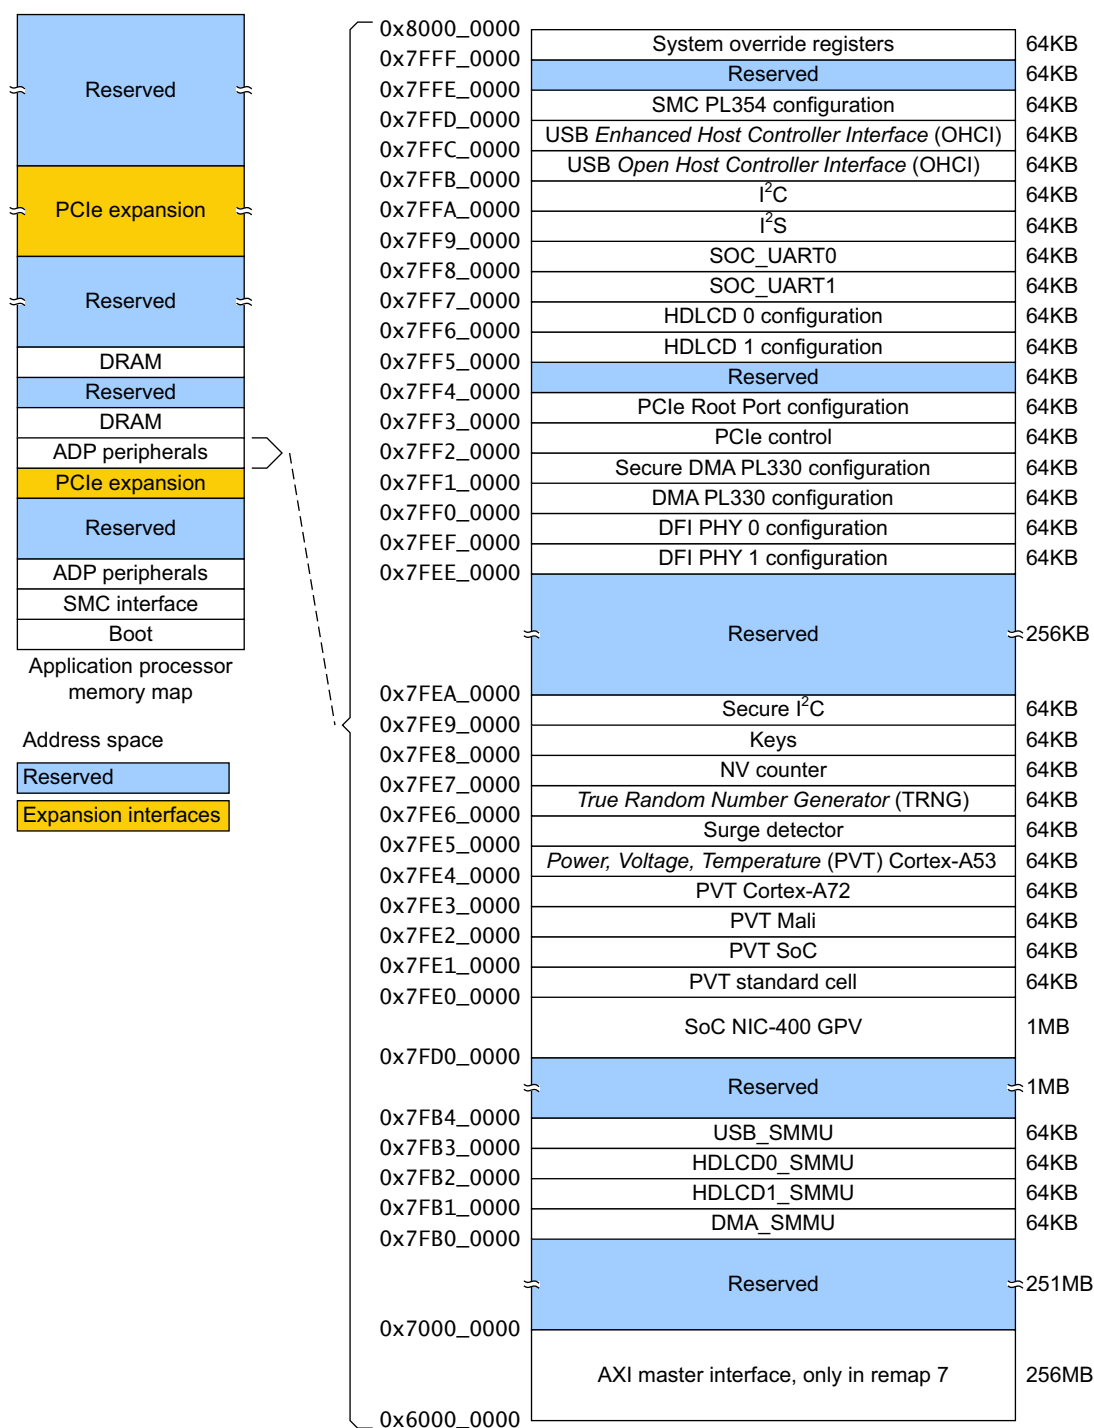 Reserved
PCIe expansion
Reserved
DRAM
Reserved
DRAM
ADP peripherals
PCIe expansion
Reserved
ADP peripherals
SMC interface
Boot
Application processor
memory map
Address space
Reserved
Expansion interfaces
0x8000_0000
System override registers 64KB
0x7FFF_0000
Reserved 64KB
0x7FFE_0000
SMC PL354 configuration 64KB
0x7FFD_0000
USB Enhanced Host Controller Interface (OHCI) 64KB
0x7FFC_0000
USB Open Host Controller Interface (OHCI) 64KB
0x7FFB_0000
I²C 64KB
0x7FFA_0000
I²S 64KB
0x7FF9_0000
SOC_UART0 64KB
0x7FF8_0000
SOC_UART1 64KB
0x7FF7_0000
HDLCD 0 configuration 64KB
0x7FF6_0000
HDLCD 1 configuration 64KB
0x7FF5_0000
Reserved 64KB
0x7FF4_0000
PCIe Root Port configuration 64KB
0x7FF3_0000
PCIe control 64KB
0x7FF2_0000
Secure DMA PL330 configuration 64KB
0x7FF1_0000
DMA PL330 configuration 64KB
0x7FF0_0000
DFI PHY 0 configuration 64KB
0x7FEF_0000
DFI PHY 1 configuration 64KB
0x7FEE_0000
Reserved 256KB
0x7FEA_0000
Secure I²C 64KB
0x7FE9_0000
Keys 64KB
0x7FE8_0000
NV counter 64KB
0x7FE7_0000
True Random Number Generator (TRNG) 64KB
0x7FE6_0000
Surge detector 64KB
0x7FE5_0000
Power, Voltage, Temperature (PVT) Cortex-A53 64KB
0x7FE4_0000
PVT Cortex-A72 64KB
0x7FE3_0000
PVT Mali 64KB
0x7FE2_0000
PVT SoC 64KB
0x7FE1_0000
PVT standard cell 64KB
0x7FE0_0000
SoC NIC-400 GPV 1MB
0x7FD0_0000
Reserved 1MB
0x7FB4_0000
USB_SMMU 64KB
0x7FB3_0000
HDLCD0_SMMU 64KB
0x7FB2_0000
HDLCD1_SMMU 64KB
0x7FB1_0000
DMA_SMMU 64KB
0x7FB0_0000
Reserved 251MB
0x7000_0000
AXI master interface, only in remap 7 256MB
0x6000_0000